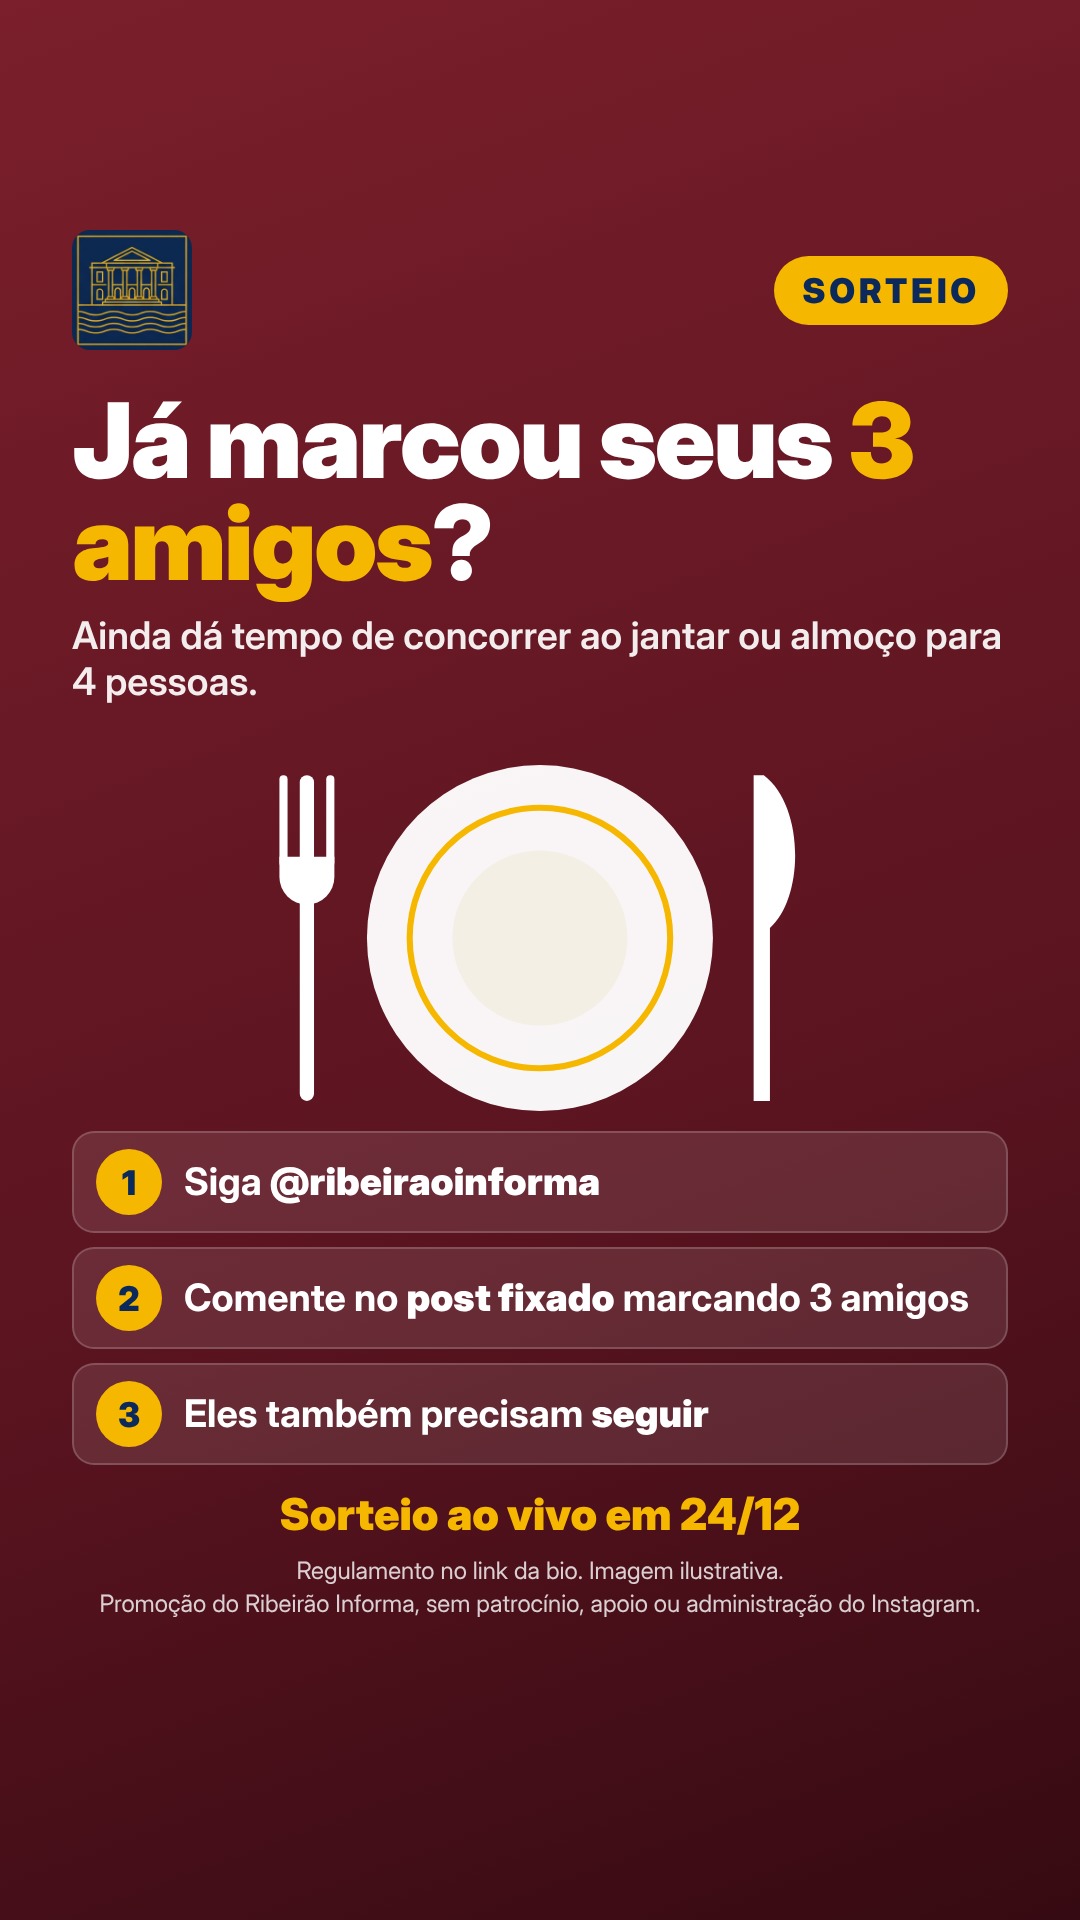 SORTEIO
Já marcou seus 3
amigos?
Ainda dá tempo de concorrer ao jantar ou almoço para
4 pessoas.
1 Siga @ribeiraoinforma
2 Comente no post fixado marcando 3 amigos
3 Eles também precisam seguir
Sorteio ao vivo em 24/12
Regulamento no link da bio. Imagem ilustrativa.
Promoção do Ribeirão Informa, sem patrocínio, apoio ou administração do Instagram.